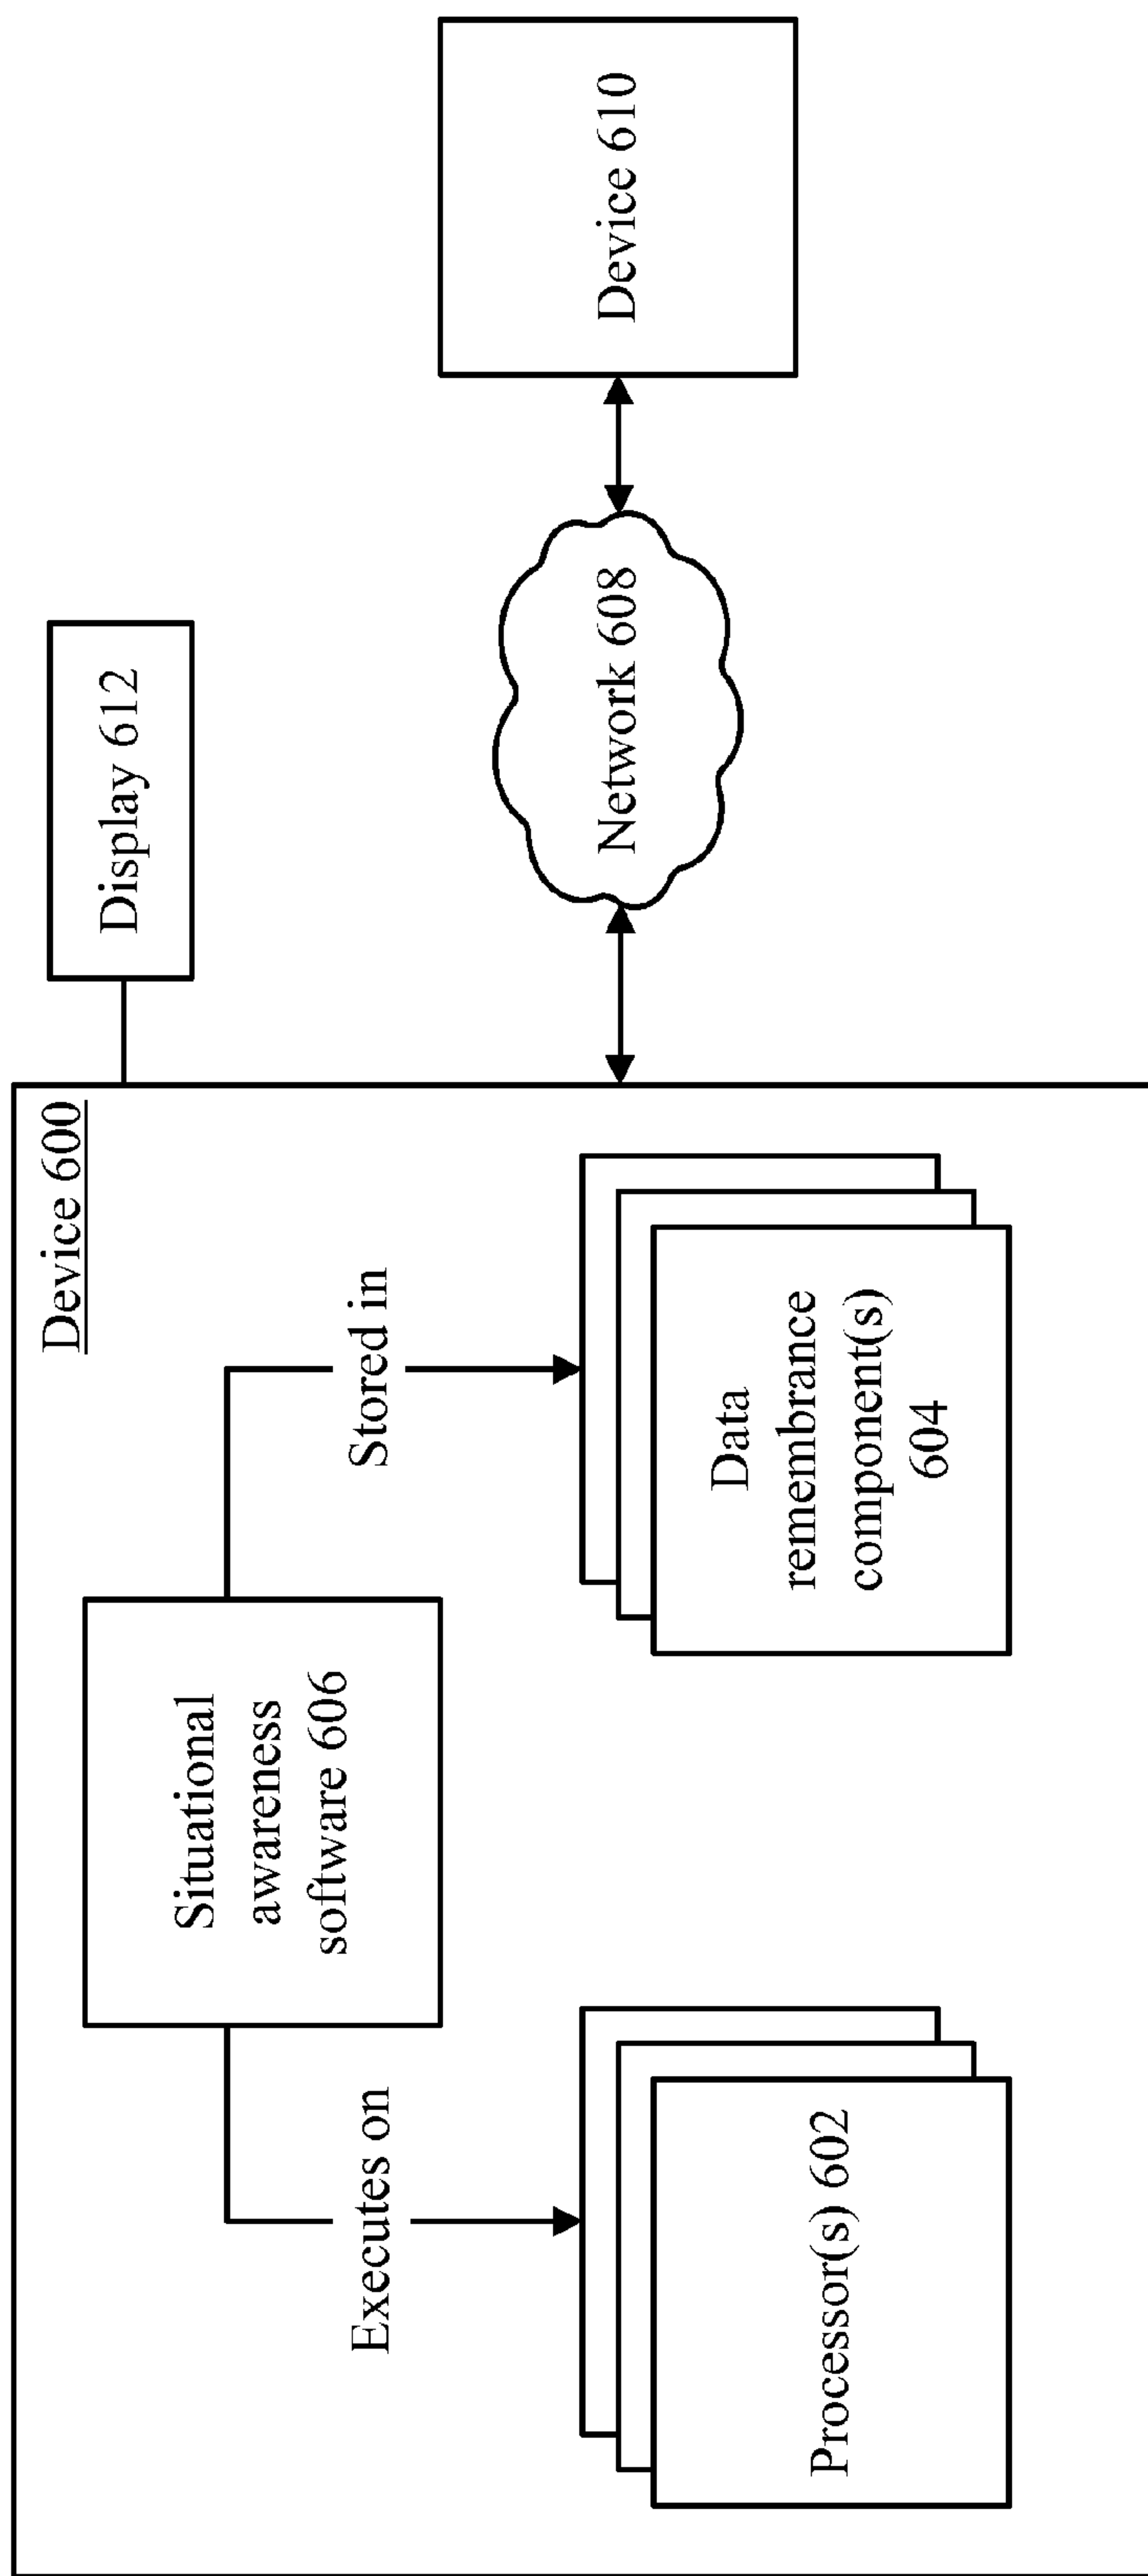 Device 600
Situational
awareness
software 606
Executes on
Stored in
Processor(s) 602
Data
remembrance
component(s)
604
Display 612
Network 608
Device 610